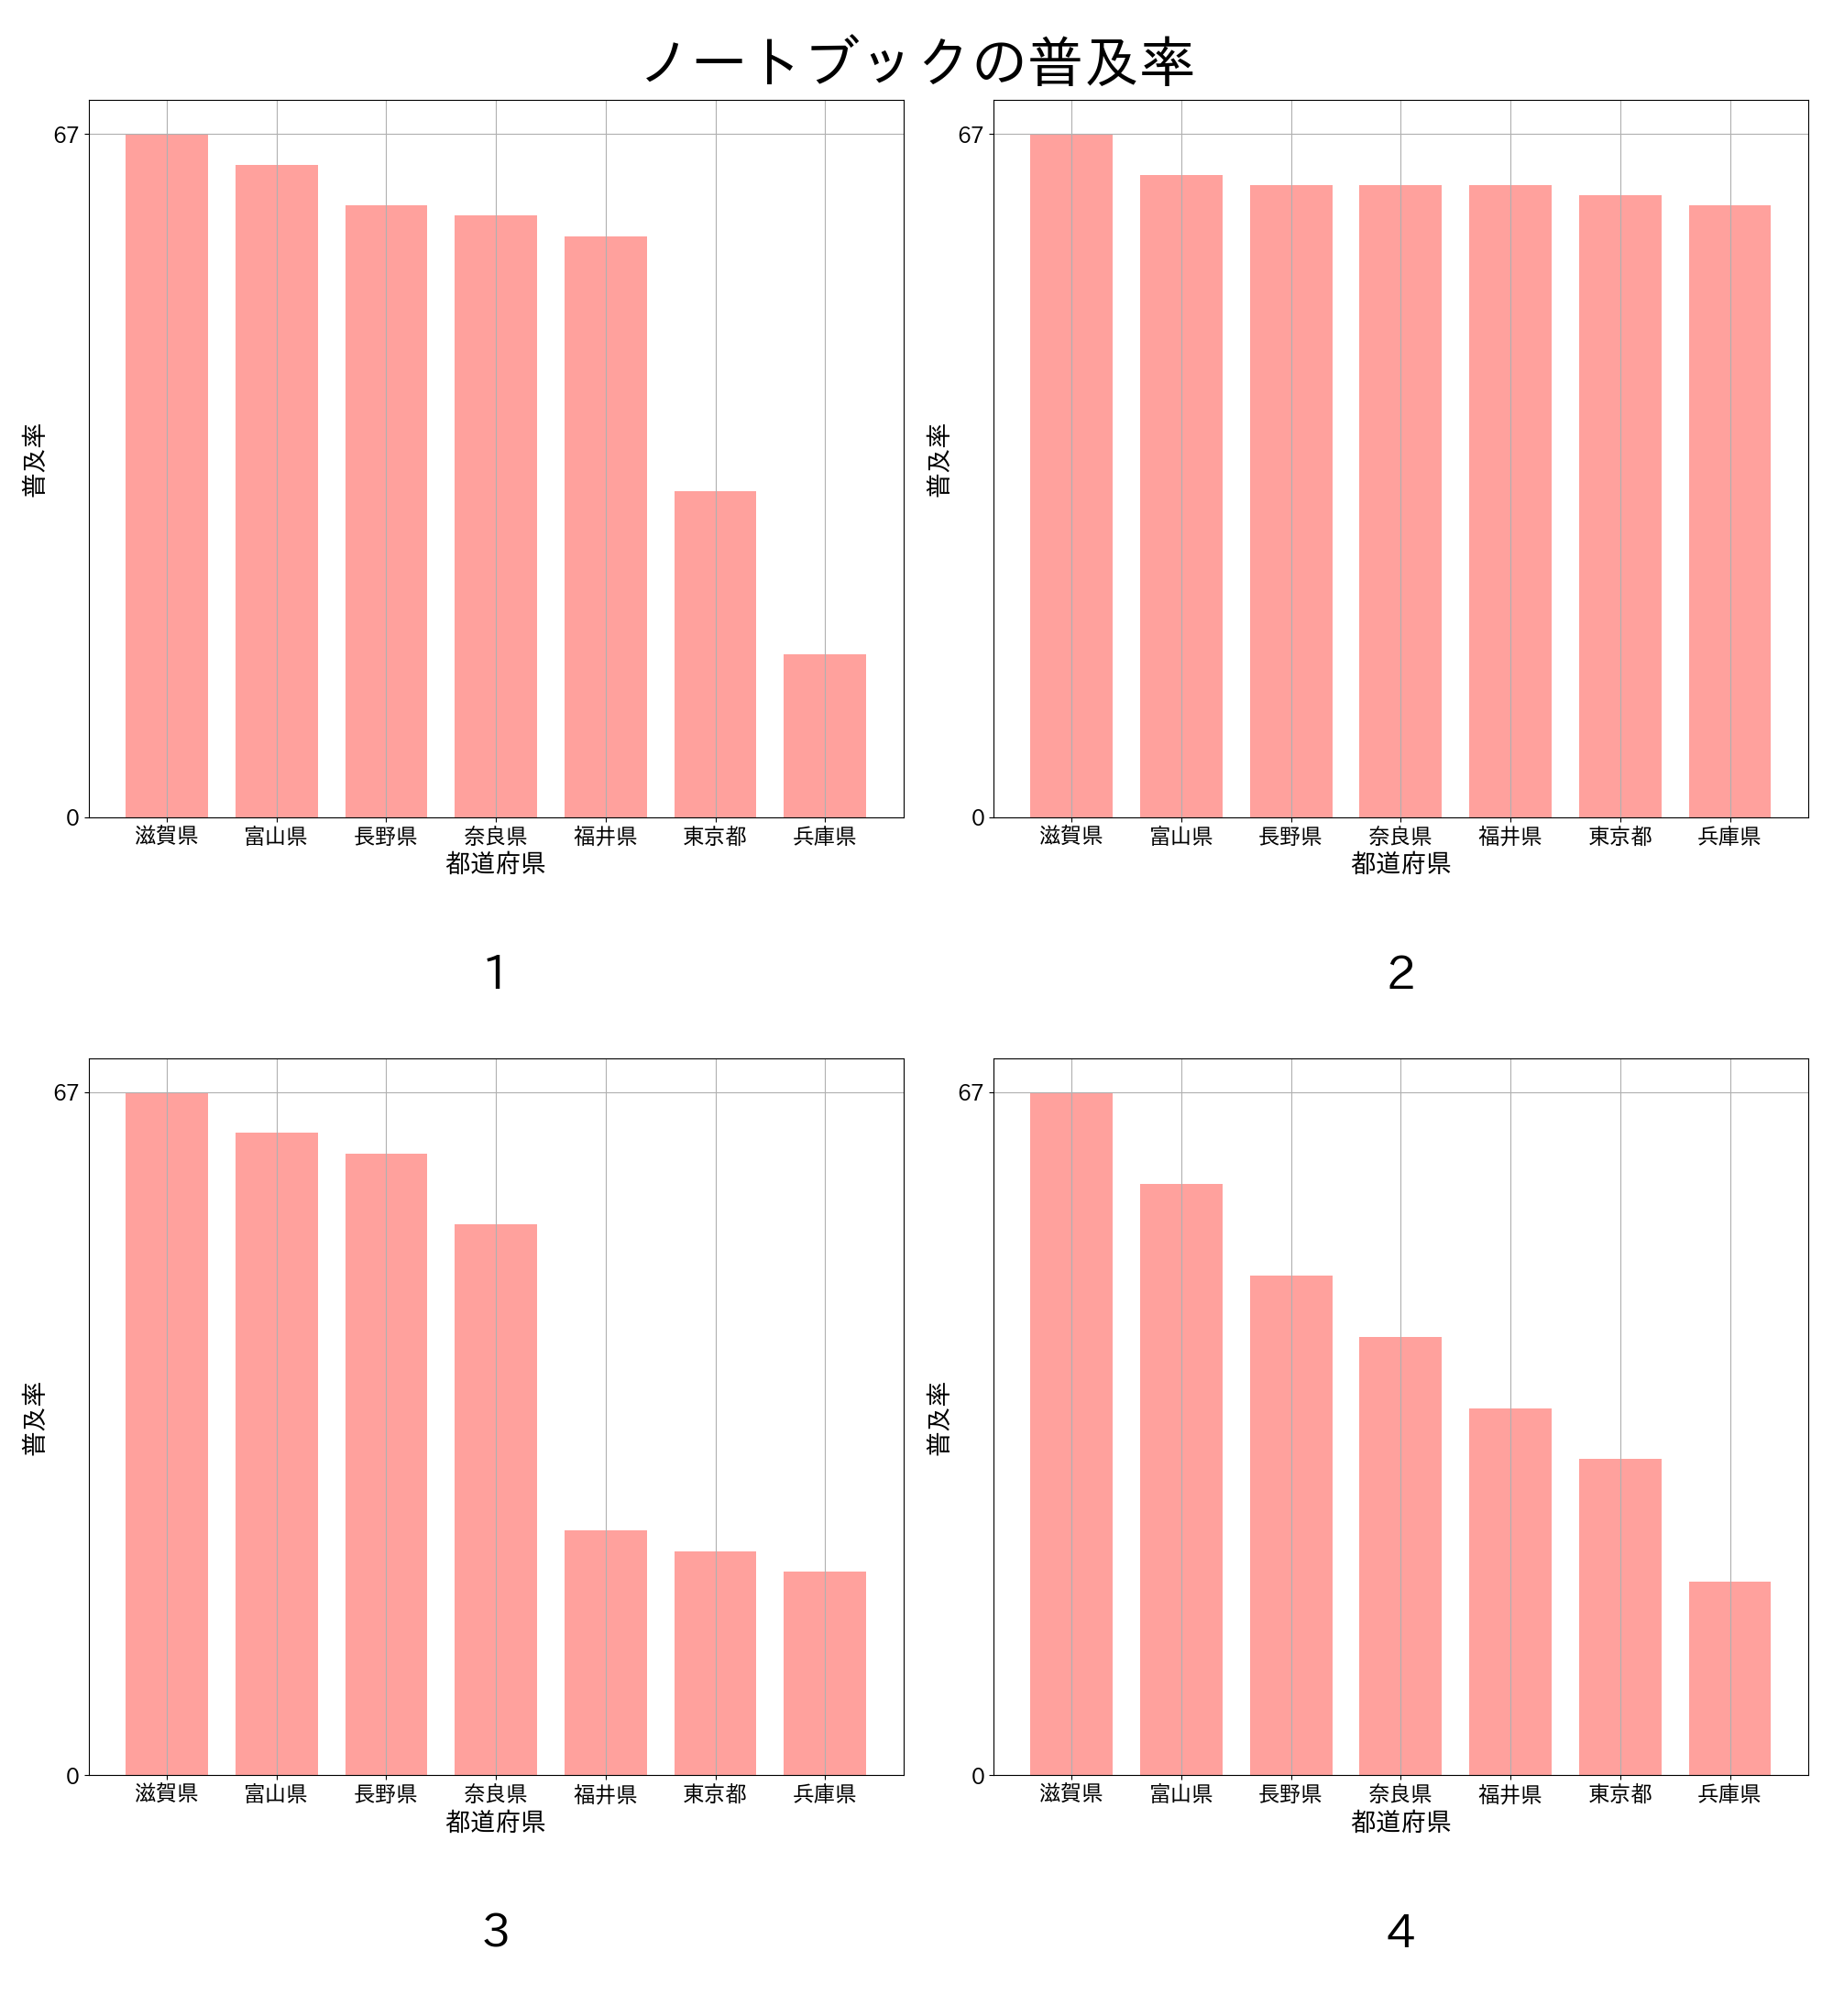 ノートブックの普及率
67
普及率
0
滋賀県 富山県 長野県 奈良県 福井県 東京都 兵庫県
都道府県
1
67
普及率
0
滋賀県 富山県 長野県 奈良県 福井県 東京都 兵庫県
都道府県
2
67
普及率
0
滋賀県 富山県 長野県 奈良県 福井県 東京都 兵庫県
都道府県
3
67
普及率
0
滋賀県 富山県 長野県 奈良県 福井県 東京都 兵庫県
都道府県
4